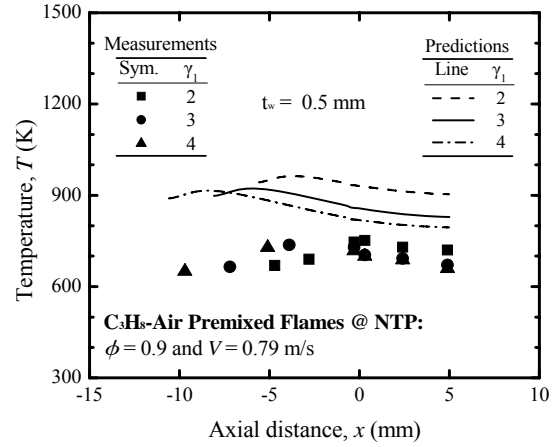 1500
1200
900
600
300
Temperature, T (K)
Measurements
Sym. γ₁
2
3
4
t_w = 0.5 mm
Predictions
Line γ₁
2
3
4
C₃H₈-Air Premixed Flames @ NTP:
ϕ = 0.9 and V = 0.79 m/s
-15 -10 -5 0 5 10
Axial distance, x (mm)